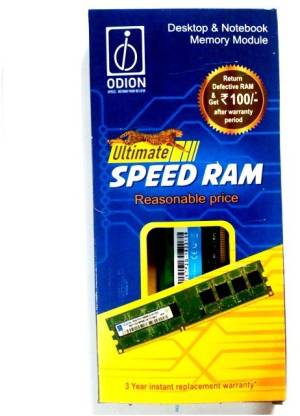 Desktop & Notebook
Memory Module
ODION
Return
Defective RAM
&
Get ₹ 100/-
after warranty
period
Ultimate
SPEED RAM
Reasonable price
3 Year instant replacement warranty